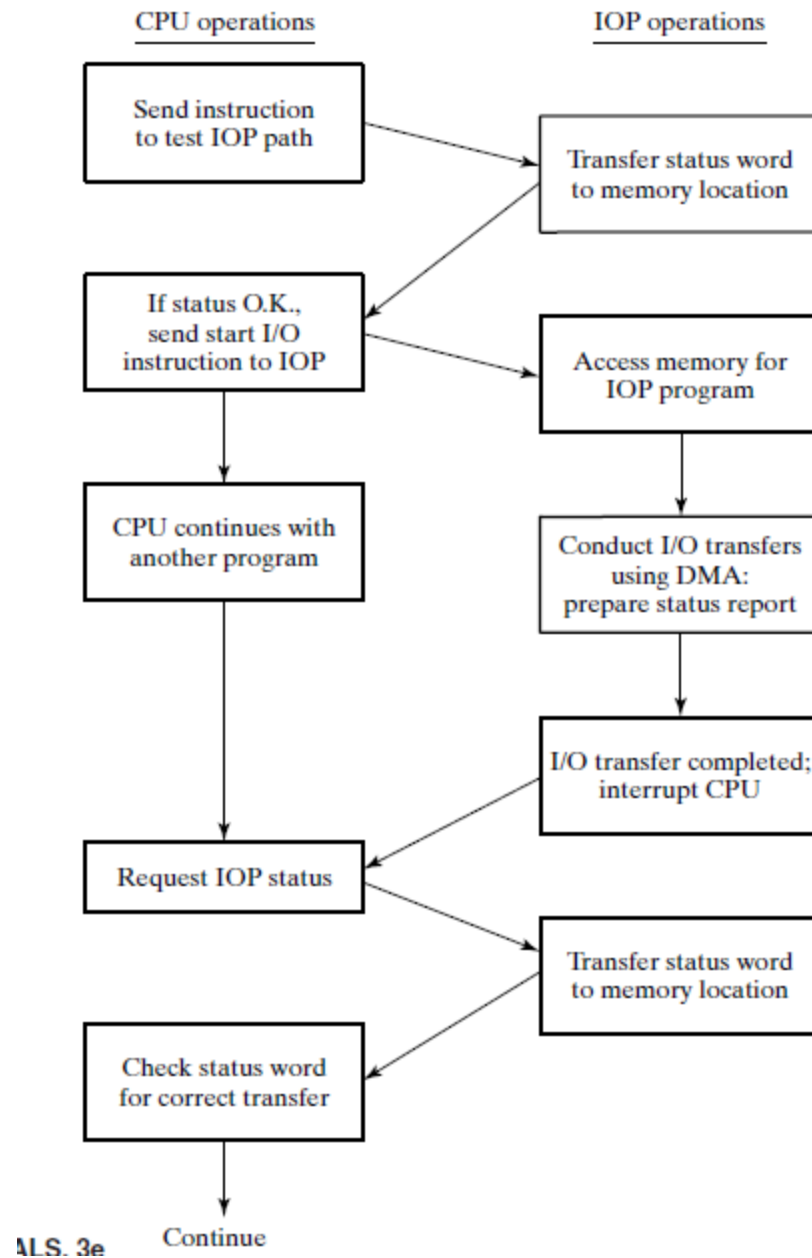 CPU operations
IOP operations
Send instruction
to test IOP path
Transfer status word
to memory location
If status O.K.,
send start I/O
instruction to IOP
Access memory for
IOP program
CPU continues with
another program
Conduct I/O transfers
using DMA:
prepare status report
I/O transfer completed;
interrupt CPU
Request IOP status
Transfer status word
to memory location
Check status word
for correct transfer
Continue
ALS, 3e